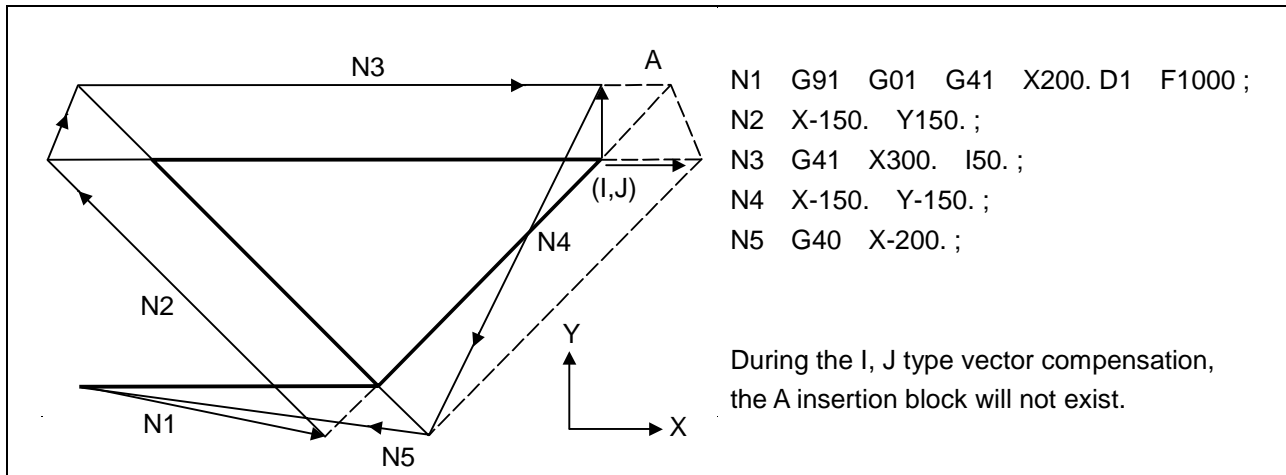 N3
A
(I,J)
N4
N2
N1
N5
Y
X
N1 G91 G01 G41 X200. D1 F1000 ;
N2 X-150. Y150. ;
N3 G41 X300. I50. ;
N4 X-150. Y-150. ;
N5 G40 X-200. ;
During the I, J type vector compensation,
the A insertion block will not exist.